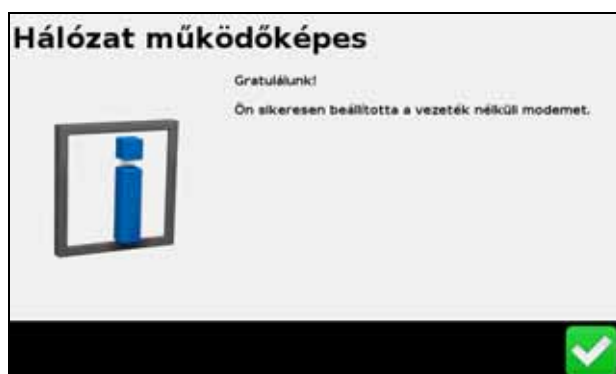 Hálózat működőképes
Gratulálunk!
Ön sikeresen beállította a vezeték nélküli modemet.